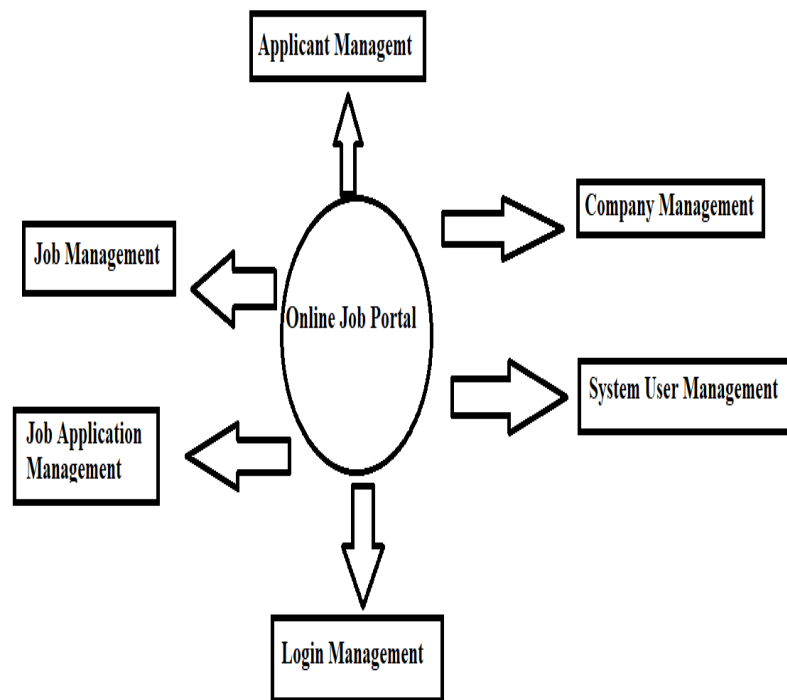 Applicant Managemt
Company Management
Job Management
Online Job Portal
System User Management
Job Application
Management
Login Management